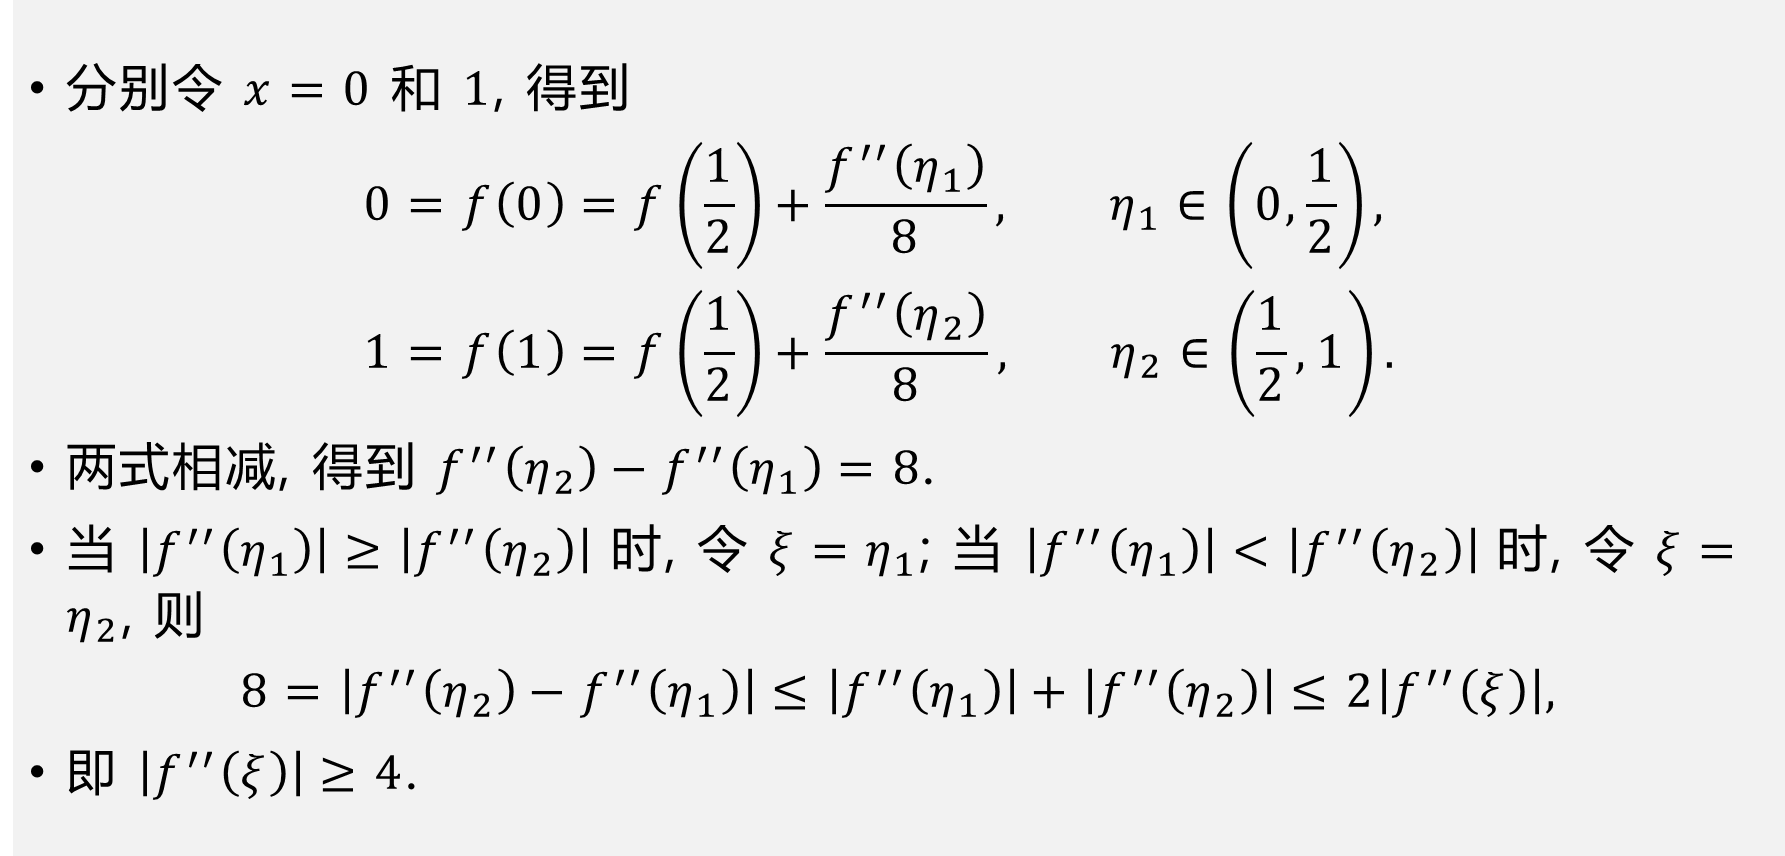 • 分别令 x = 0 和 1, 得到
0 = f(0) = f(1/2) + f′′(η₁)/8, η₁ ∈ (0, 1/2),
1 = f(1) = f(1/2) + f′′(η₂)/8, η₂ ∈ (1/2, 1).
• 两式相减, 得到 f′′(η₂) − f′′(η₁) = 8.
• 当 |f′′(η₁)| ≥ |f′′(η₂)| 时, 令 ξ = η₁; 当 |f′′(η₁)| < |f′′(η₂)| 时, 令 ξ =
η₂, 则
8 = |f′′(η₂) − f′′(η₁)| ≤ |f′′(η₁)| + |f′′(η₂)| ≤ 2|f′′(ξ)|,
• 即 |f′′(ξ)| ≥ 4.